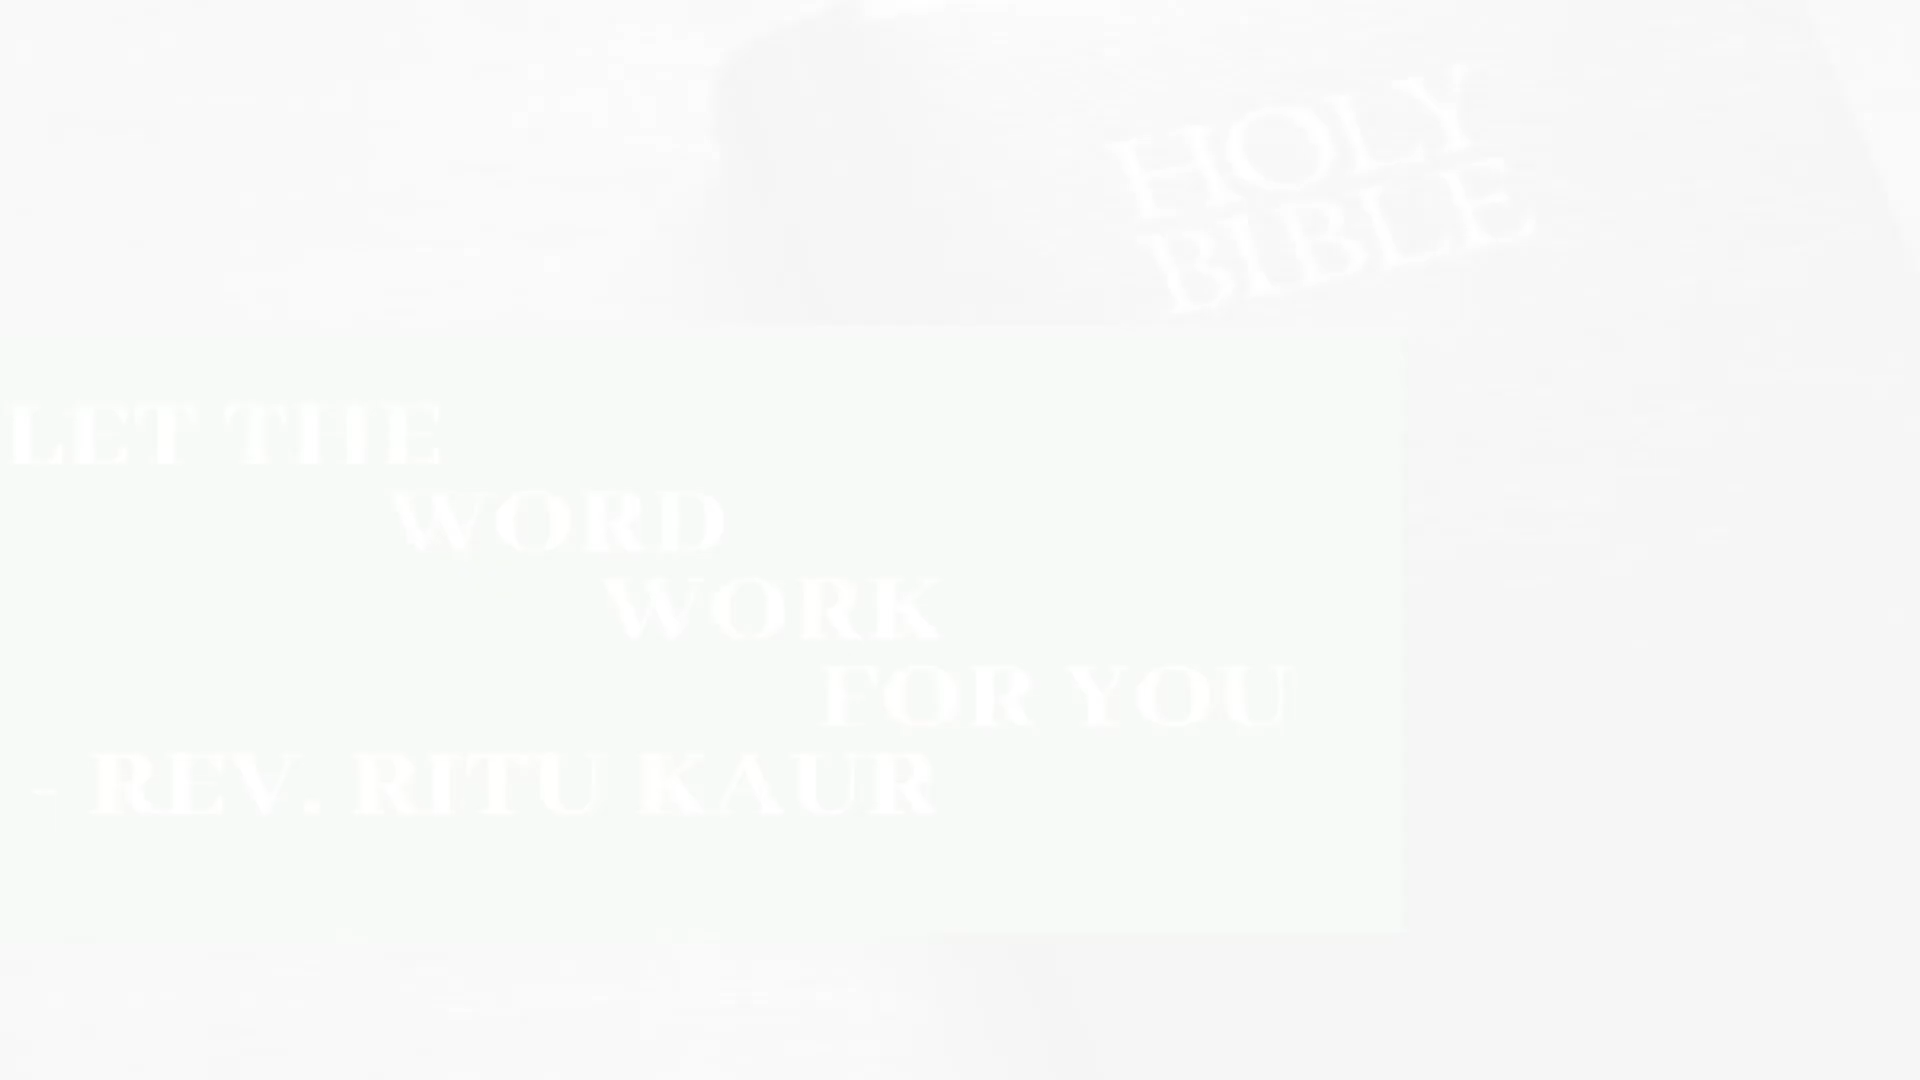 HOLY
BIBLE
LET THE
WORD
WORK
FOR YOU
- REV. RITU KAUR